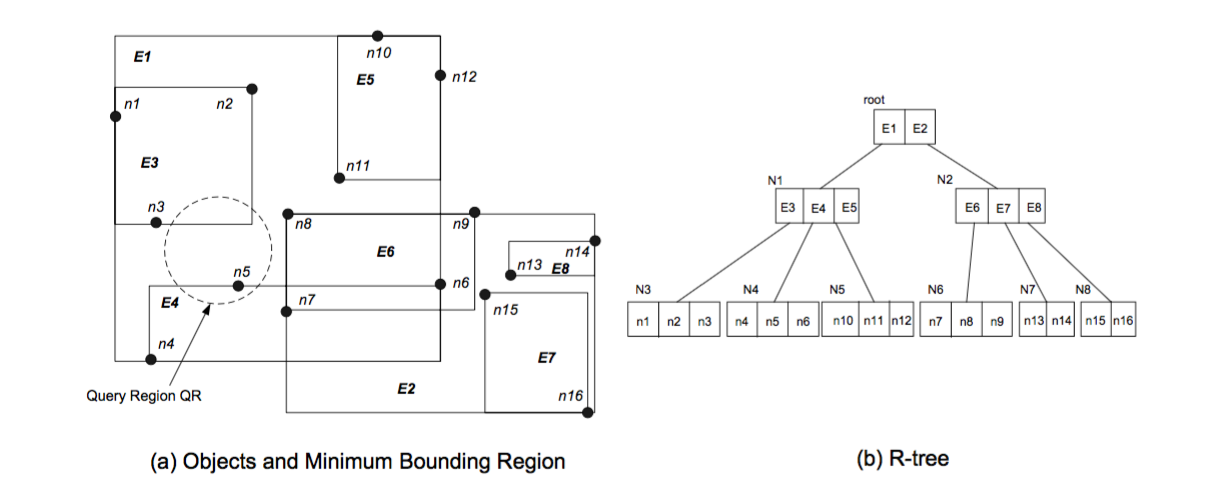 E1
n10
E5
n12
n1
n2
E3
n11
n3
n8
n9
E6
n14
n13
E8
n5
n6
E4
n7
n15
n4
E7
Query Region QR
E2
n16
(a) Objects and Minimum Bounding Region
root
E1 E2
N1
N2
E3 E4 E5
E6 E7 E8
N3
N4
N5
N6
N7
N8
n1 n2 n3
n4 n5 n6
n10 n11 n12
n7 n8 n9
n13 n14
n15 n16
(b) R-tree